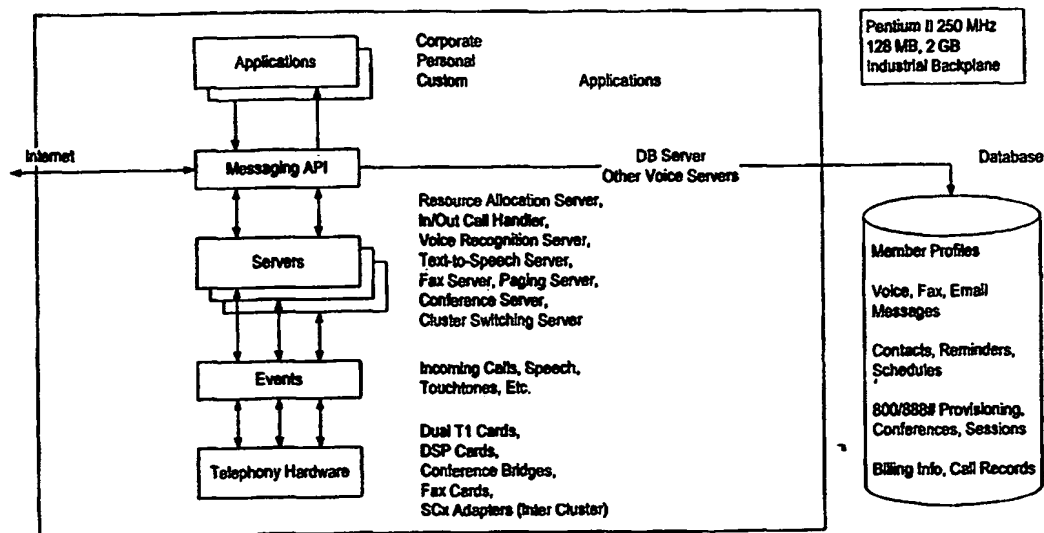 Applications
Corporate
Personal
Custom
Applications
Pentium II 250 MHz
128 MB, 2 GB
Industrial Backplane
Internet
Messaging API
DB Server
Other Voice Servers
Database
Servers
Resource Allocation Server,
In/Out Call Handler,
Voice Recognition Server,
Text-to-Speech Server,
Fax Server, Paging Server,
Conference Server,
Cluster Switching Server
Events
Incoming Calls, Speech,
Touchtones, Etc.
Telephony Hardware
Dual T1 Cards,
DSP Cards,
Conference Bridges,
Fax Cards,
SCx Adapters (Inter Cluster)
Member Profiles
Voice, Fax, Email
Messages
Contacts, Reminders,
Schedules
800/888# Provisioning,
Conferences, Sessions
Billing Info, Call Records